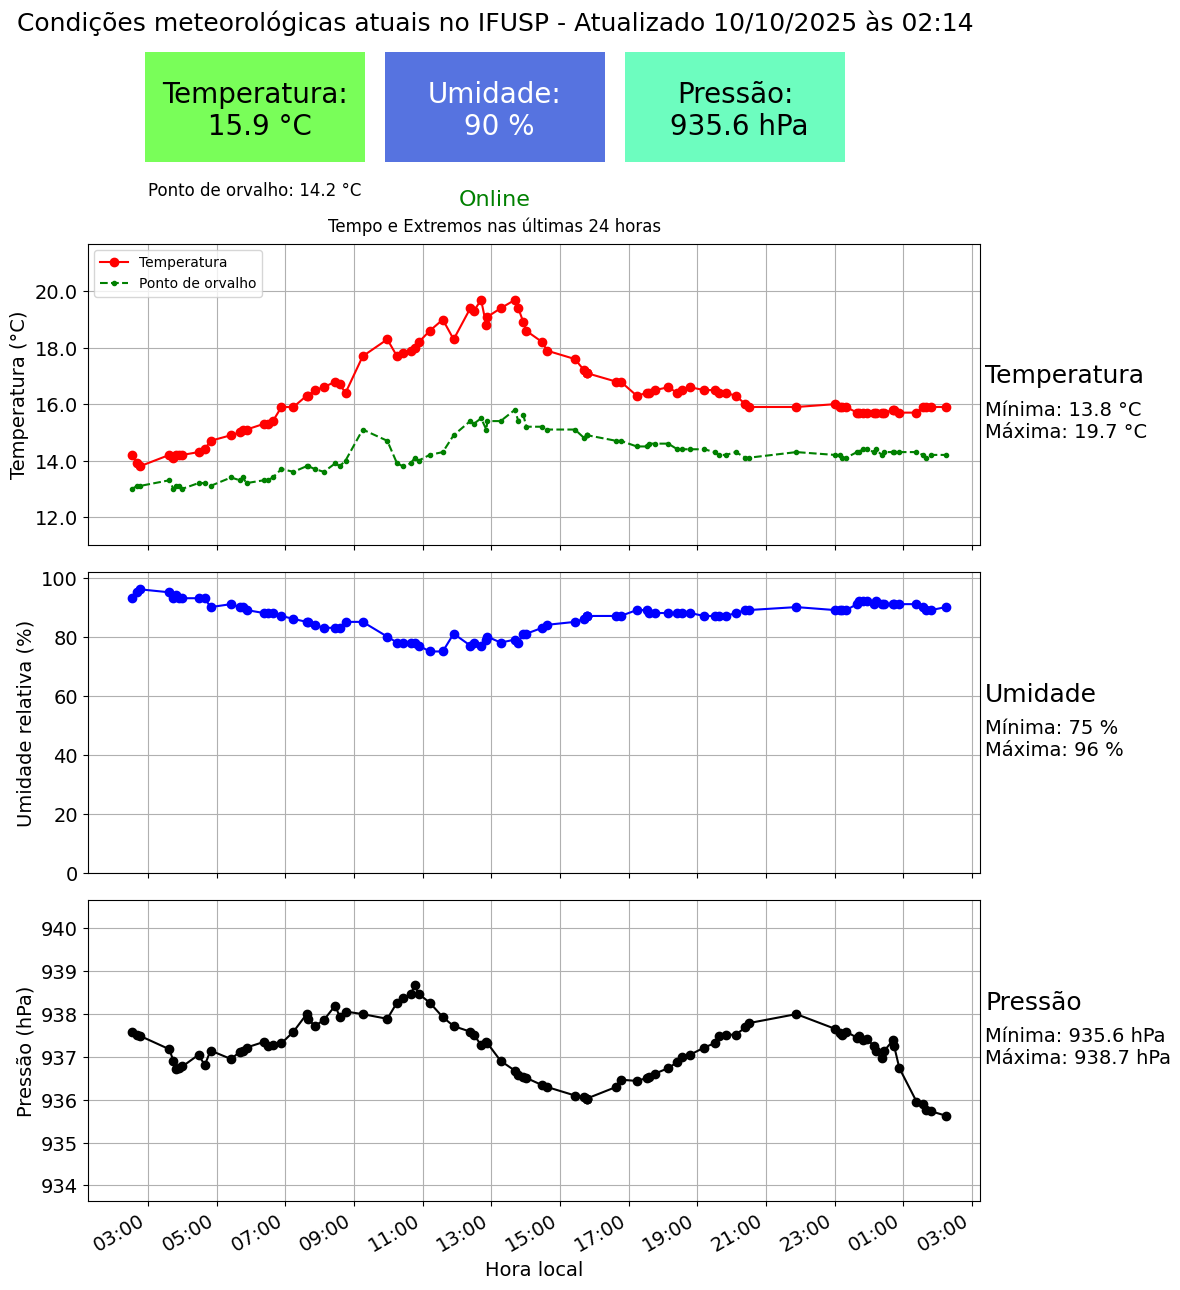 Condições meteorológicas atuais no IFUSP - Atualizado 10/10/2025 às 02:14
Temperatura:
15.9 °C
Umidade:
90 %
Pressão:
935.6 hPa
Ponto de orvalho: 14.2 °C
Online
Tempo e Extremos nas últimas 24 horas
Temperatura
Ponto de orvalho
Temperatura (°C)
20.0
18.0
16.0
14.0
12.0
Temperatura
Mínima: 13.8 °C
Máxima: 19.7 °C
Umidade relativa (%)
100
80
60
40
20
0
Umidade
Mínima: 75 %
Máxima: 96 %
Pressão (hPa)
940
939
938
937
936
935
934
Pressão
Mínima: 935.6 hPa
Máxima: 938.7 hPa
03:00 05:00 07:00 09:00 11:00 13:00 15:00 17:00 19:00 21:00 23:00 01:00 03:00
Hora local